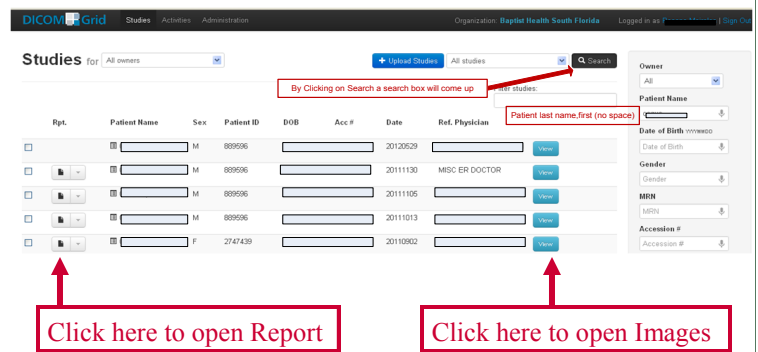 DICOM Grid Studies Activities Administration Organization: Baptist Health South Florida Logged in as | Sign Out
Studies for All owners + Upload Studies All studies Search
By Clicking on Search a search box will come up
studies:
Owner
All
Patient Name
Patient last name,first (no space)
Date of Birth YYYYMMDD
Date of Birth
Gender
Gender
MRN
MRN
Accession #
Accession #
Rpt. Patient Name Sex Patient ID DOB Acc # Date Ref. Physician
M 889596 20120529 View
M 889596 20111130 MISC ER DOCTOR View
M 889596 20111105 View
M 889596 20111013 View
F 2747439 20110902 View
Click here to open Report
Click here to open Images